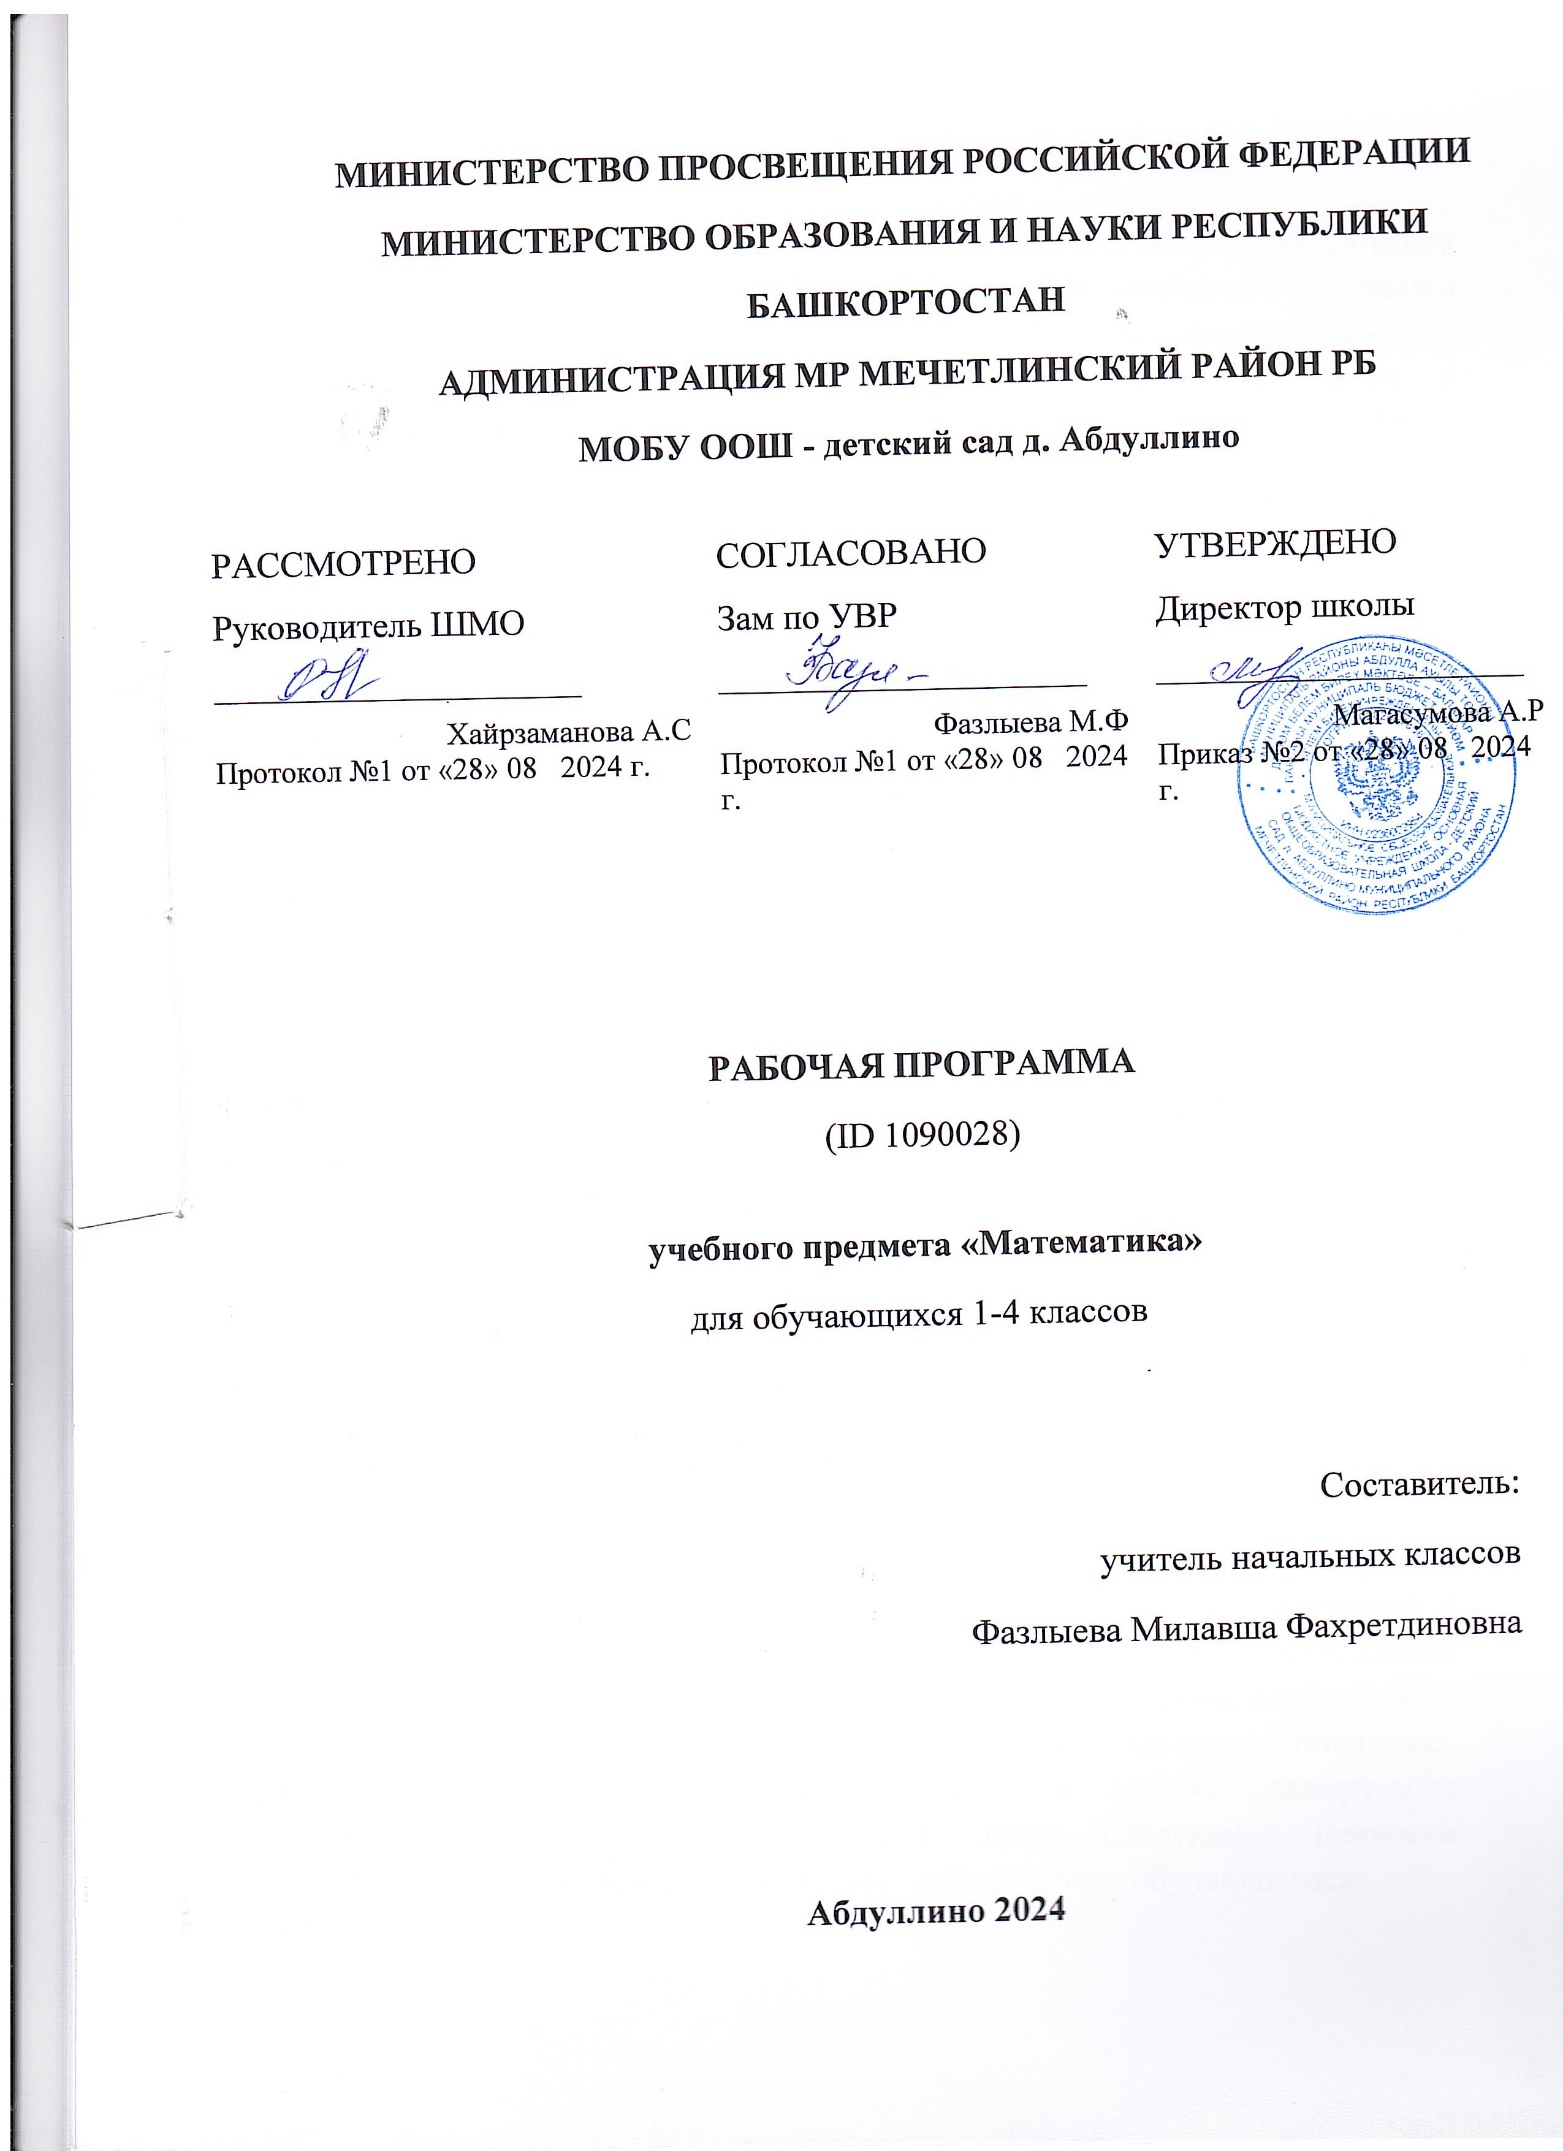 МИНИСТЕРСТВО ПРОСВЕЩЕНИЯ РОССИЙСКОЙ ФЕДЕРАЦИИ
МИНИСТЕРСТВО ОБРАЗОВАНИЯ И НАУКИ РЕСПУБЛИКИ
БАШКОРТОСТАН
АДМИНИСТРАЦИЯ МР МЕЧЕТЛИНСКИЙ РАЙОН РБ
МОБУ ООШ - детский сад д. Абдуллино
РАССМОТРЕНО
Руководитель ШМО
Хайрзаманова А.С
Протокол №1 от «28» 08 2024 г.
СОГЛАСОВАНО
Зам по УВР
Фазлыева М.Ф
Протокол №1 от «28» 08 2024
г.
УТВЕРЖДЕНО
Директор школы
Магасумова А.Р
Приказ №2 от «28» 08 2024
г.
РАБОЧАЯ ПРОГРАММА
(ID 1090028)
учебного предмета «Математика»
для обучающихся 1-4 классов
Составитель:
учитель начальных классов
Фазлыева Милавша Фахретдиновна
Абдуллино 2024